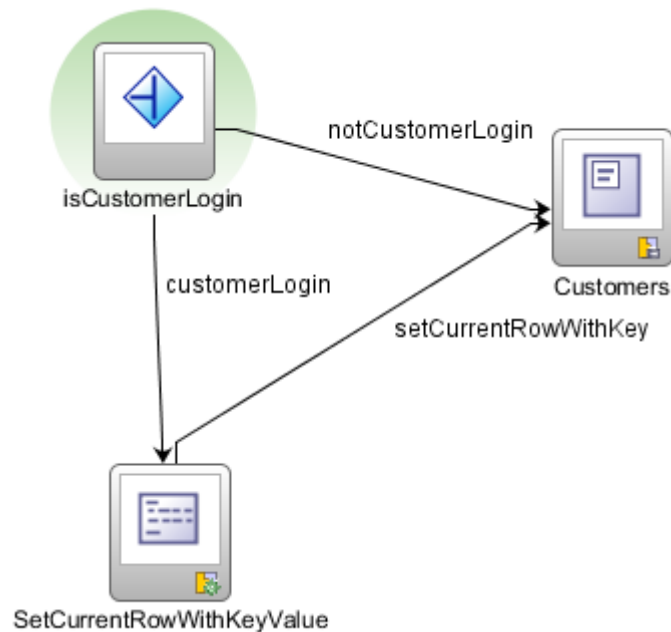 notCustomerLogin
isCustomerLogin
customerLogin
Customers
setCurrentRowWithKey
SetCurrentRowWithKeyValue